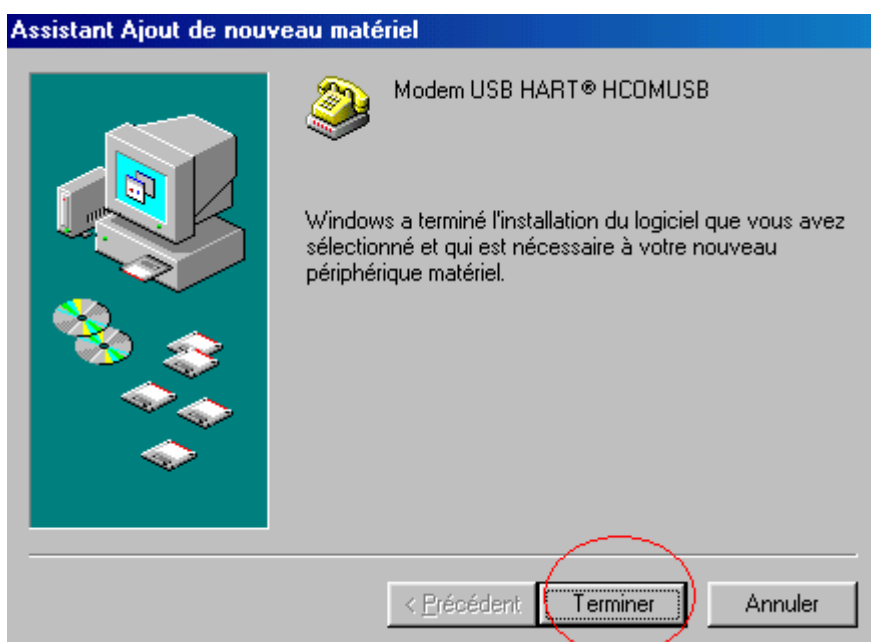 Assistant Ajout de nouveau matériel
Modem USB HART® HCOMUSB
Windows a terminé l'installation du logiciel que vous avez
sélectionné et qui est nécessaire à votre nouveau
périphérique matériel.
< Précédent Terminer Annuler